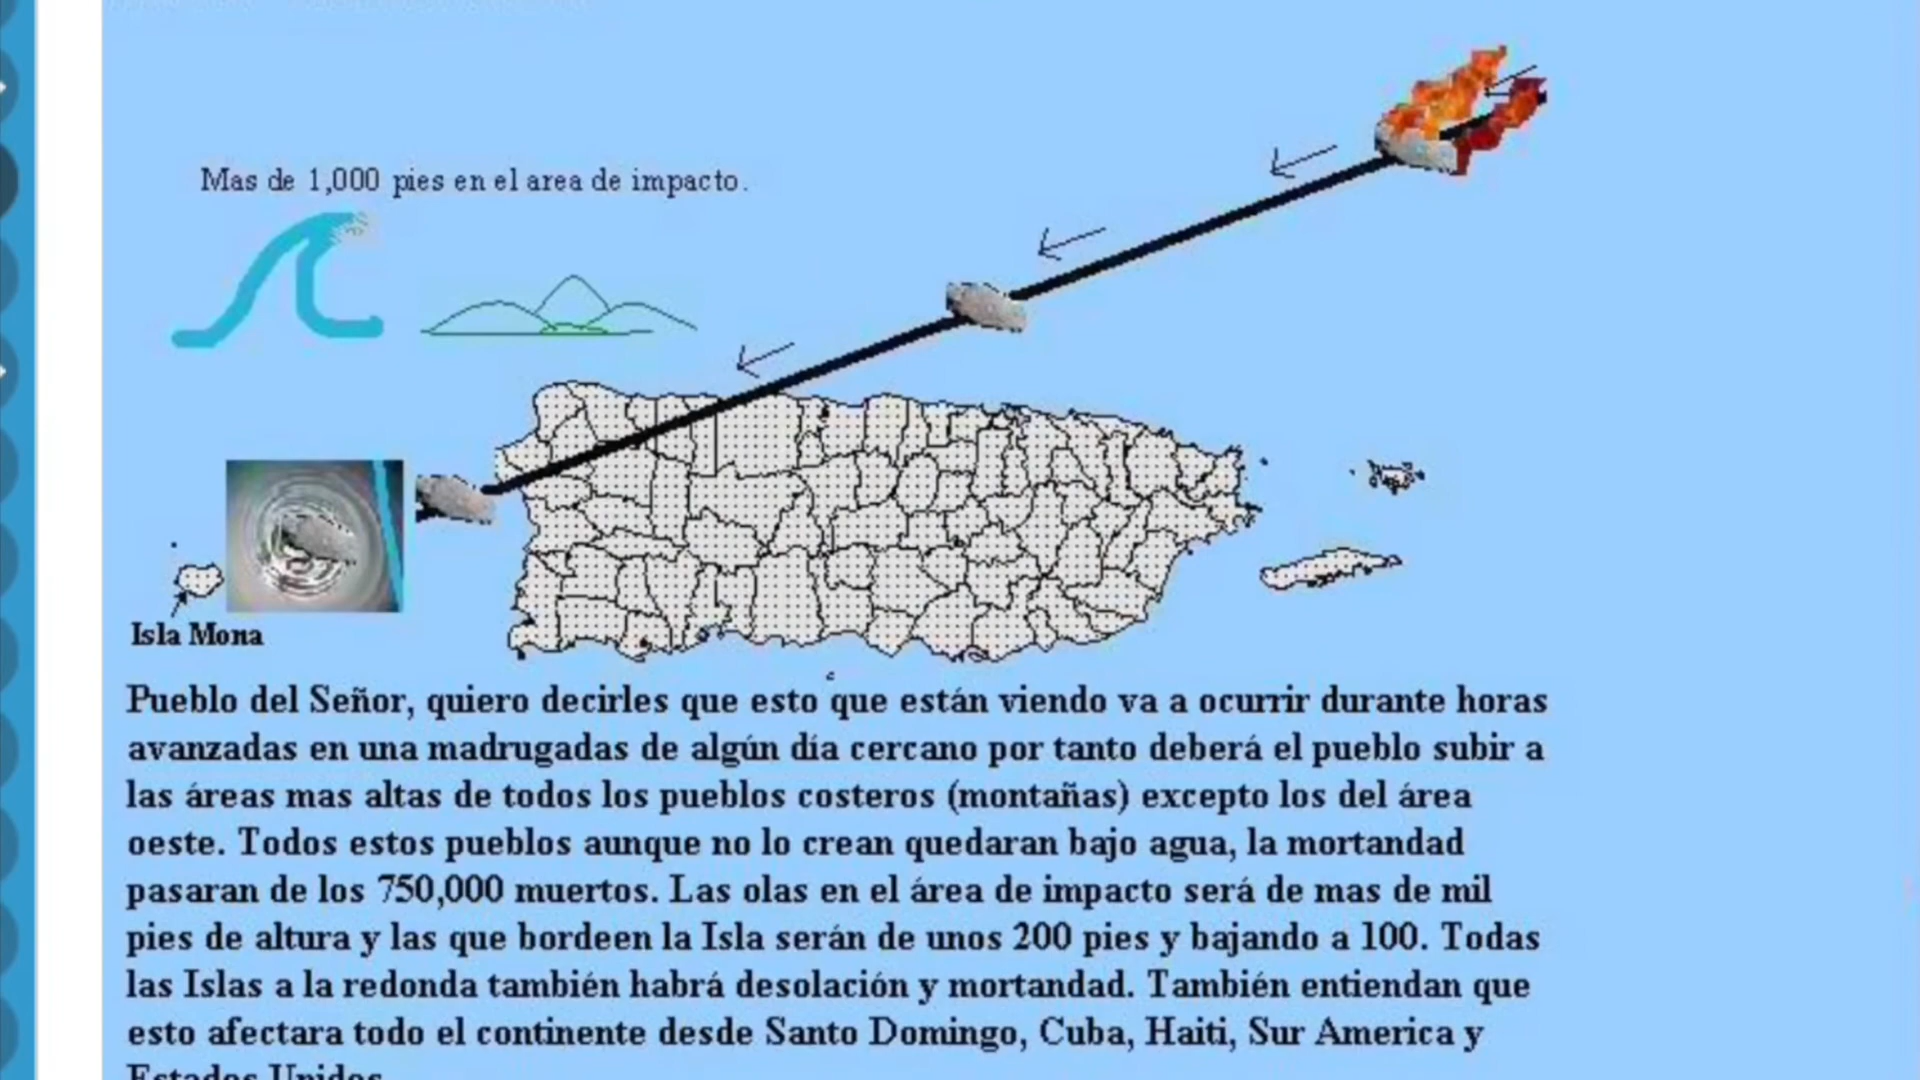 Mas de 1,000 pies en el area de impacto.
Isla Mona
Pueblo del Señor, quiero decirles que esto que están viendo va a ocurrir durante horas
avanzadas en una madrugadas de algún día cercano por tanto deberá el pueblo subir a
las áreas mas altas de todos los pueblos costeros (montañas) excepto los del área
oeste. Todos estos pueblos aunque no lo crean quedaran bajo agua, la mortandad
pasaran de los 750,000 muertos. Las olas en el área de impacto será de mas de mil
pies de altura y las que bordeen la Isla serán de unos 200 pies y bajando a 100. Todas
las Islas a la redonda también habrá desolación y mortandad. También entiendan que
esto afectara todo el continente desde Santo Domingo, Cuba, Haiti, Sur America y
Estados Unidos